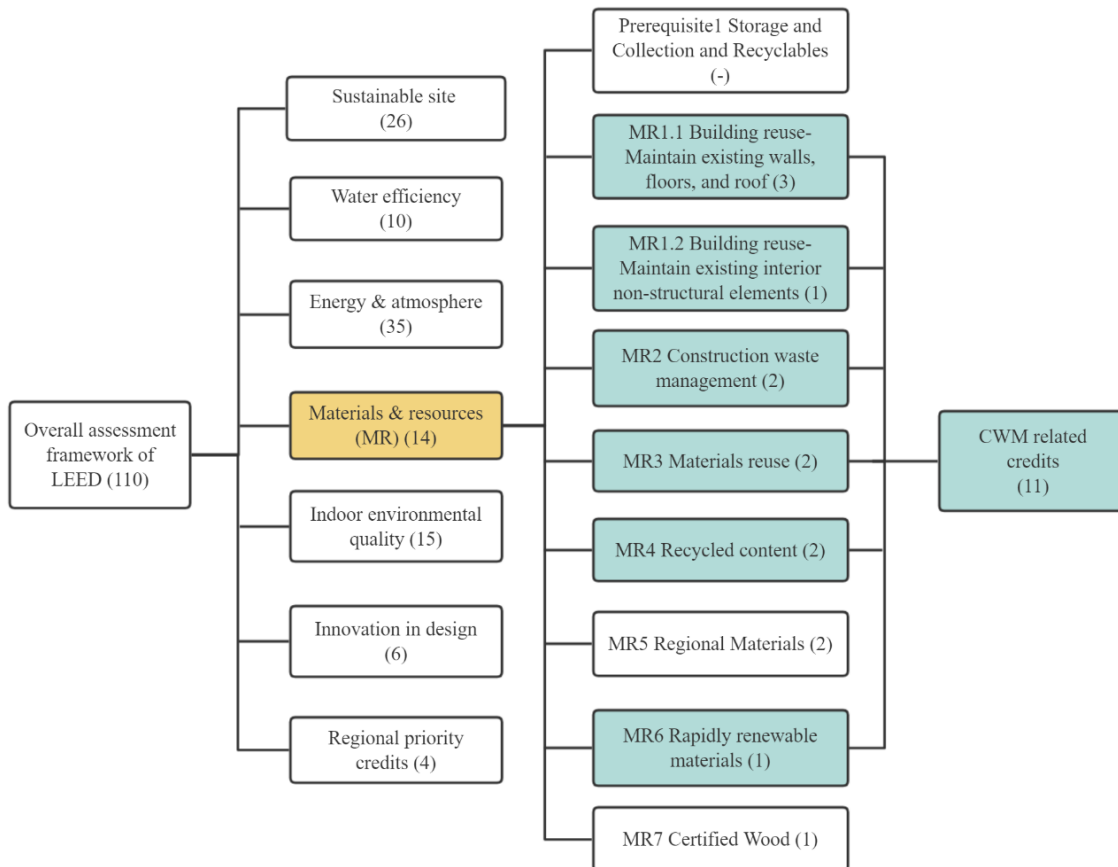 Overall assessment
framework of
LEED (110)
Sustainable site
(26)
Water efficiency
(10)
Energy & atmosphere
(35)
Materials & resources
(MR) (14)
Indoor environmental
quality (15)
Innovation in design
(6)
Regional priority
credits (4)
Prerequisite1 Storage and
Collection and Recyclables
(-)
MR1.1 Building reuse-
Maintain existing walls,
floors, and roof (3)
MR1.2 Building reuse-
Maintain existing interior
non-structural elements (1)
MR2 Construction waste
management (2)
MR3 Materials reuse (2)
MR4 Recycled content (2)
MR5 Regional Materials (2)
MR6 Rapidly renewable
materials (1)
MR7 Certified Wood (1)
CWM related
credits
(11)